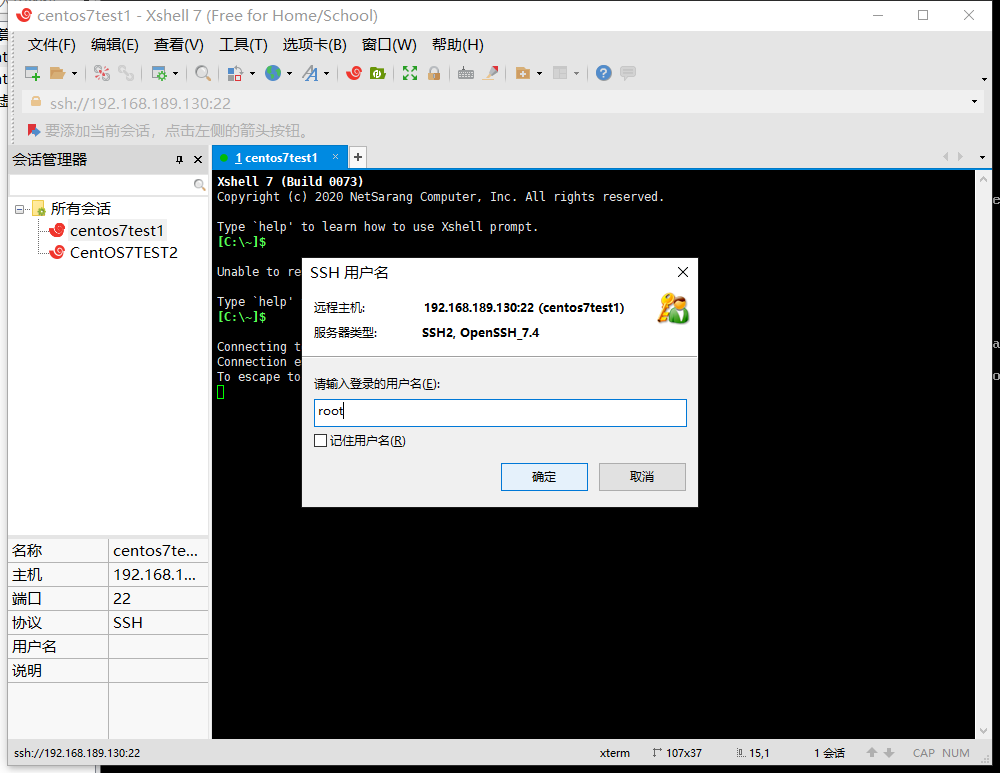 centos7test1 - Xshell 7 (Free for Home/School)
文件(F) 编辑(E) 查看(V) 工具(T) 选项卡(B) 窗口(W) 帮助(H)
ssh://192.168.189.130:22
要添加当前会话，点击左侧的箭头按钮。
会话管理器
所有会话
centos7test1
CentOS7TEST2
名称 centos7te...
主机 192.168.1...
端口 22
协议 SSH
用户名
说明
1 centos7test1
Xshell 7 (Build 0073)
Copyright (c) 2020 NetSarang Computer, Inc. All rights reserved.
Type `help' to learn how to use Xshell prompt.
[C:\~]$
Unable to re
Type `help'
[C:\~]$
Connecting t
Connection e
To escape to
SSH 用户名
远程主机: 192.168.189.130:22 (centos7test1)
服务器类型: SSH2, OpenSSH_7.4
请输入登录的用户名(E):
root
记住用户名(R)
确定 取消
ssh://192.168.189.130:22 xterm 107x37 15,1 1 会话 CAP NUM